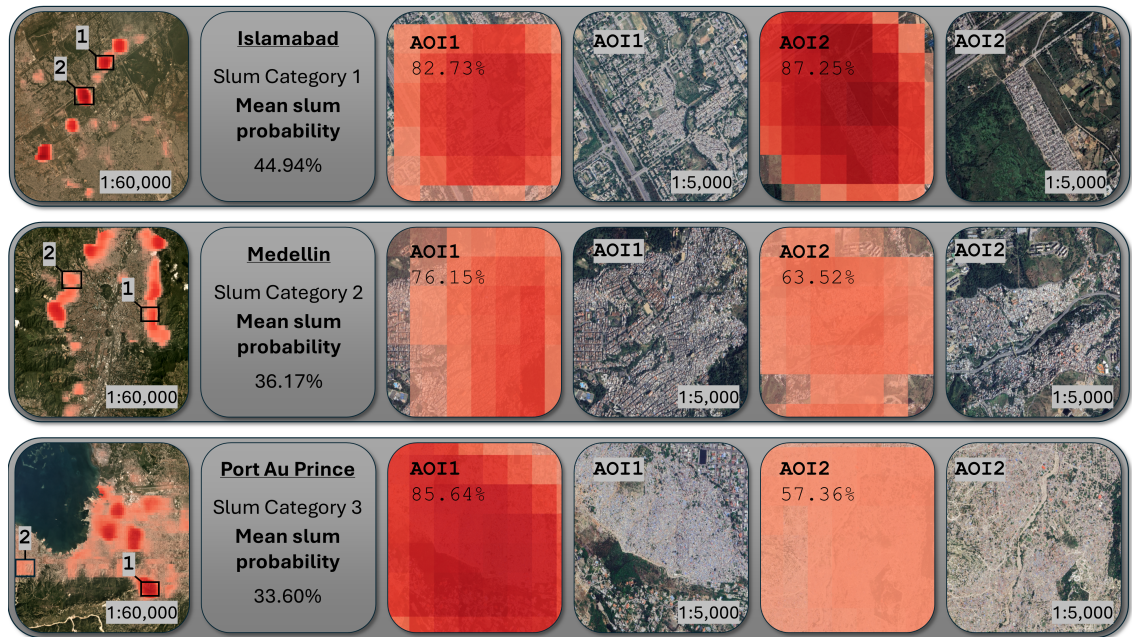 1
2
1:60,000
Islamabad
Slum Category 1
Mean slum
probability
44.94%
AOI1
82.73%
AOI1
1:5,000
AOI2
87.25%
AOI2
1:5,000
2
1
1:60,000
Medellin
Slum Category 2
Mean slum
probability
36.17%
AOI1
76.15%
AOI1
1:5,000
AOI2
63.52%
AOI2
1:5,000
2
1
1:60,000
Port Au Prince
Slum Category 3
Mean slum
probability
33.60%
AOI1
85.64%
AOI1
1:5,000
AOI2
57.36%
AOI2
1:5,000